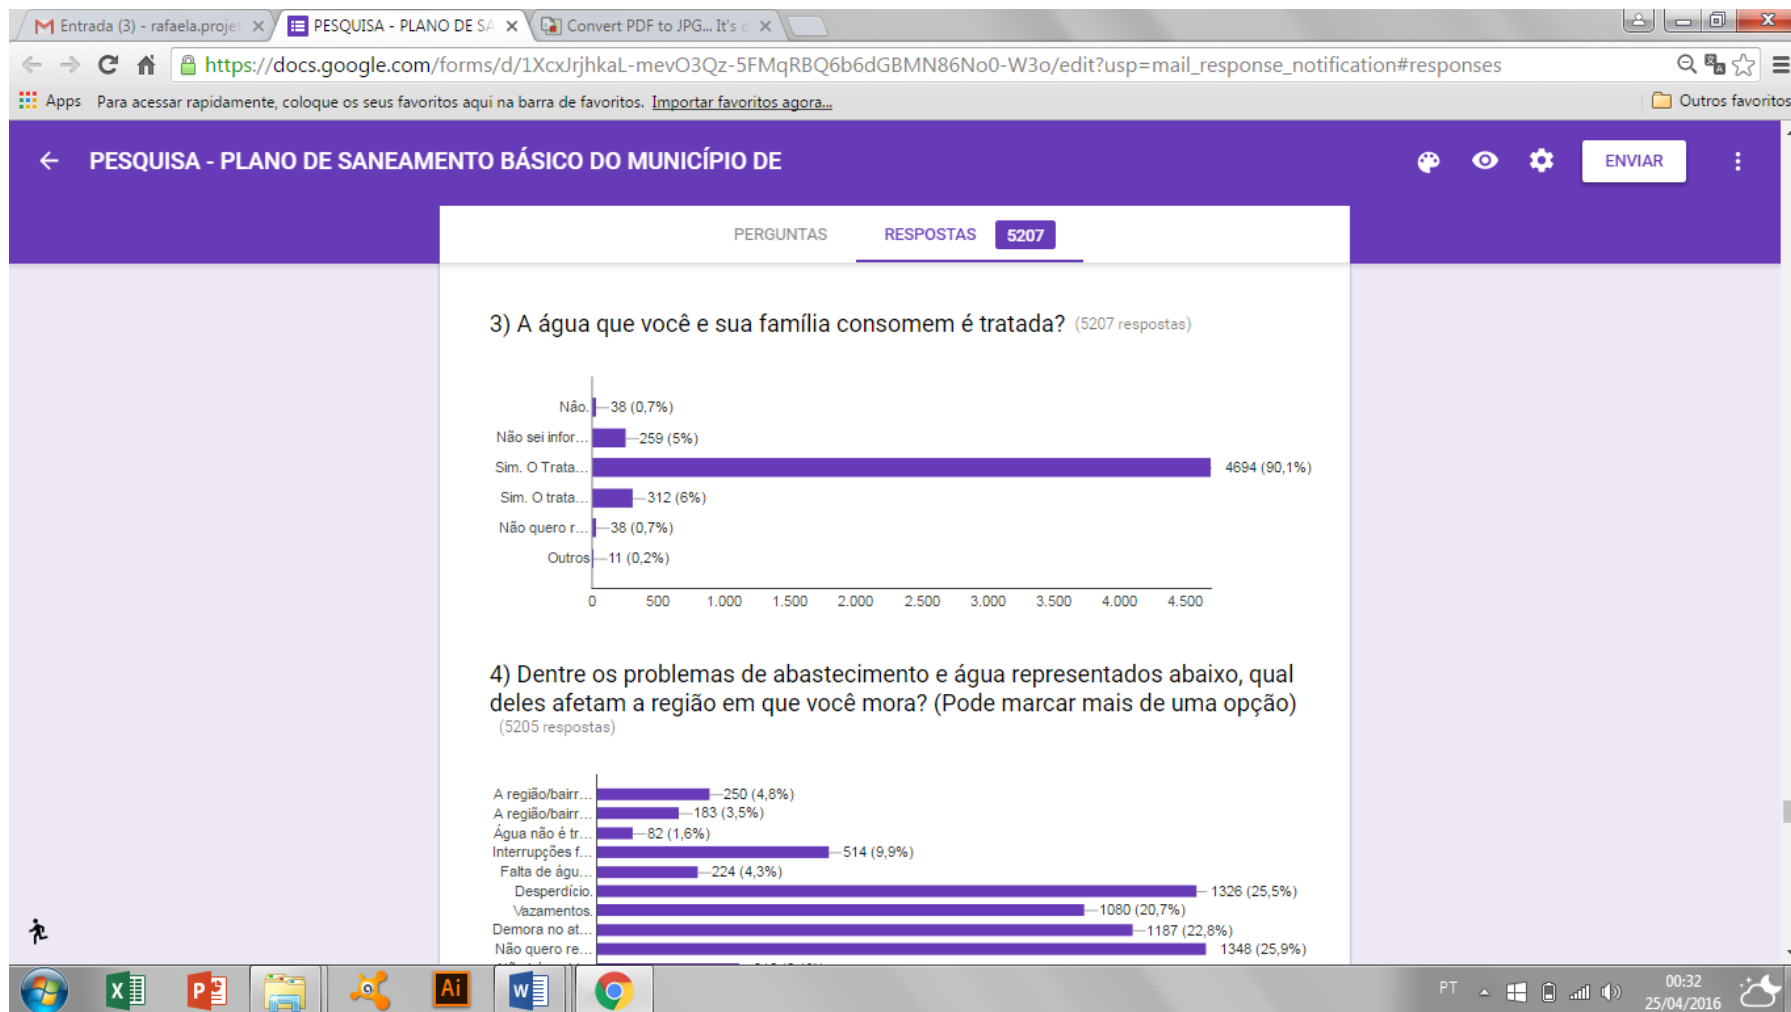 Entrada (3) - rafaela.projet
PESQUISA - PLANO DE SA
Convert PDF to JPG... It's
https://docs.google.com/forms/d/1XcxJrjhkaL-mevO3Qz-5FMqRBQ6b6dGBMN86No0-W3o/edit?usp=mail_response_notification#responses
Apps Para acessar rapidamente, coloque os seus favoritos aqui na barra de favoritos. Importar favoritos agora...
Outros favoritos
PESQUISA - PLANO DE SANEAMENTO BÁSICO DO MUNICÍPIO DE
ENVIAR
PERGUNTAS RESPOSTAS 5207
3) A água que você e sua família consomem é tratada? (5207 respostas)
Nâo. 38 (0,7%)
Não sei infor... 259 (5%)
Sim. O Trata... 4694 (90,1%)
Sim. O trata... 312 (6%)
Não quero r... 38 (0,7%)
Outros 11 (0,2%)
0 500 1.000 1.500 2.000 2.500 3.000 3.500 4.000 4.500
4) Dentre os problemas de abastecimento e água representados abaixo, qual
deles afetam a região em que você mora? (Pode marcar mais de uma opção)
(5205 respostas)
A região/bairr... 250 (4,8%)
A região/bairr... 183 (3,5%)
Água não é tr... 82 (1,6%)
Interrupções f... 514 (9,9%)
Falta de águ... 224 (4,3%)
Desperdício. 1326 (25,5%)
Vazamentos. 1080 (20,7%)
Demora no at... 1187 (22,8%)
Não quero re... 1348 (25,9%)
Ai
PT
00:32
25/04/2016